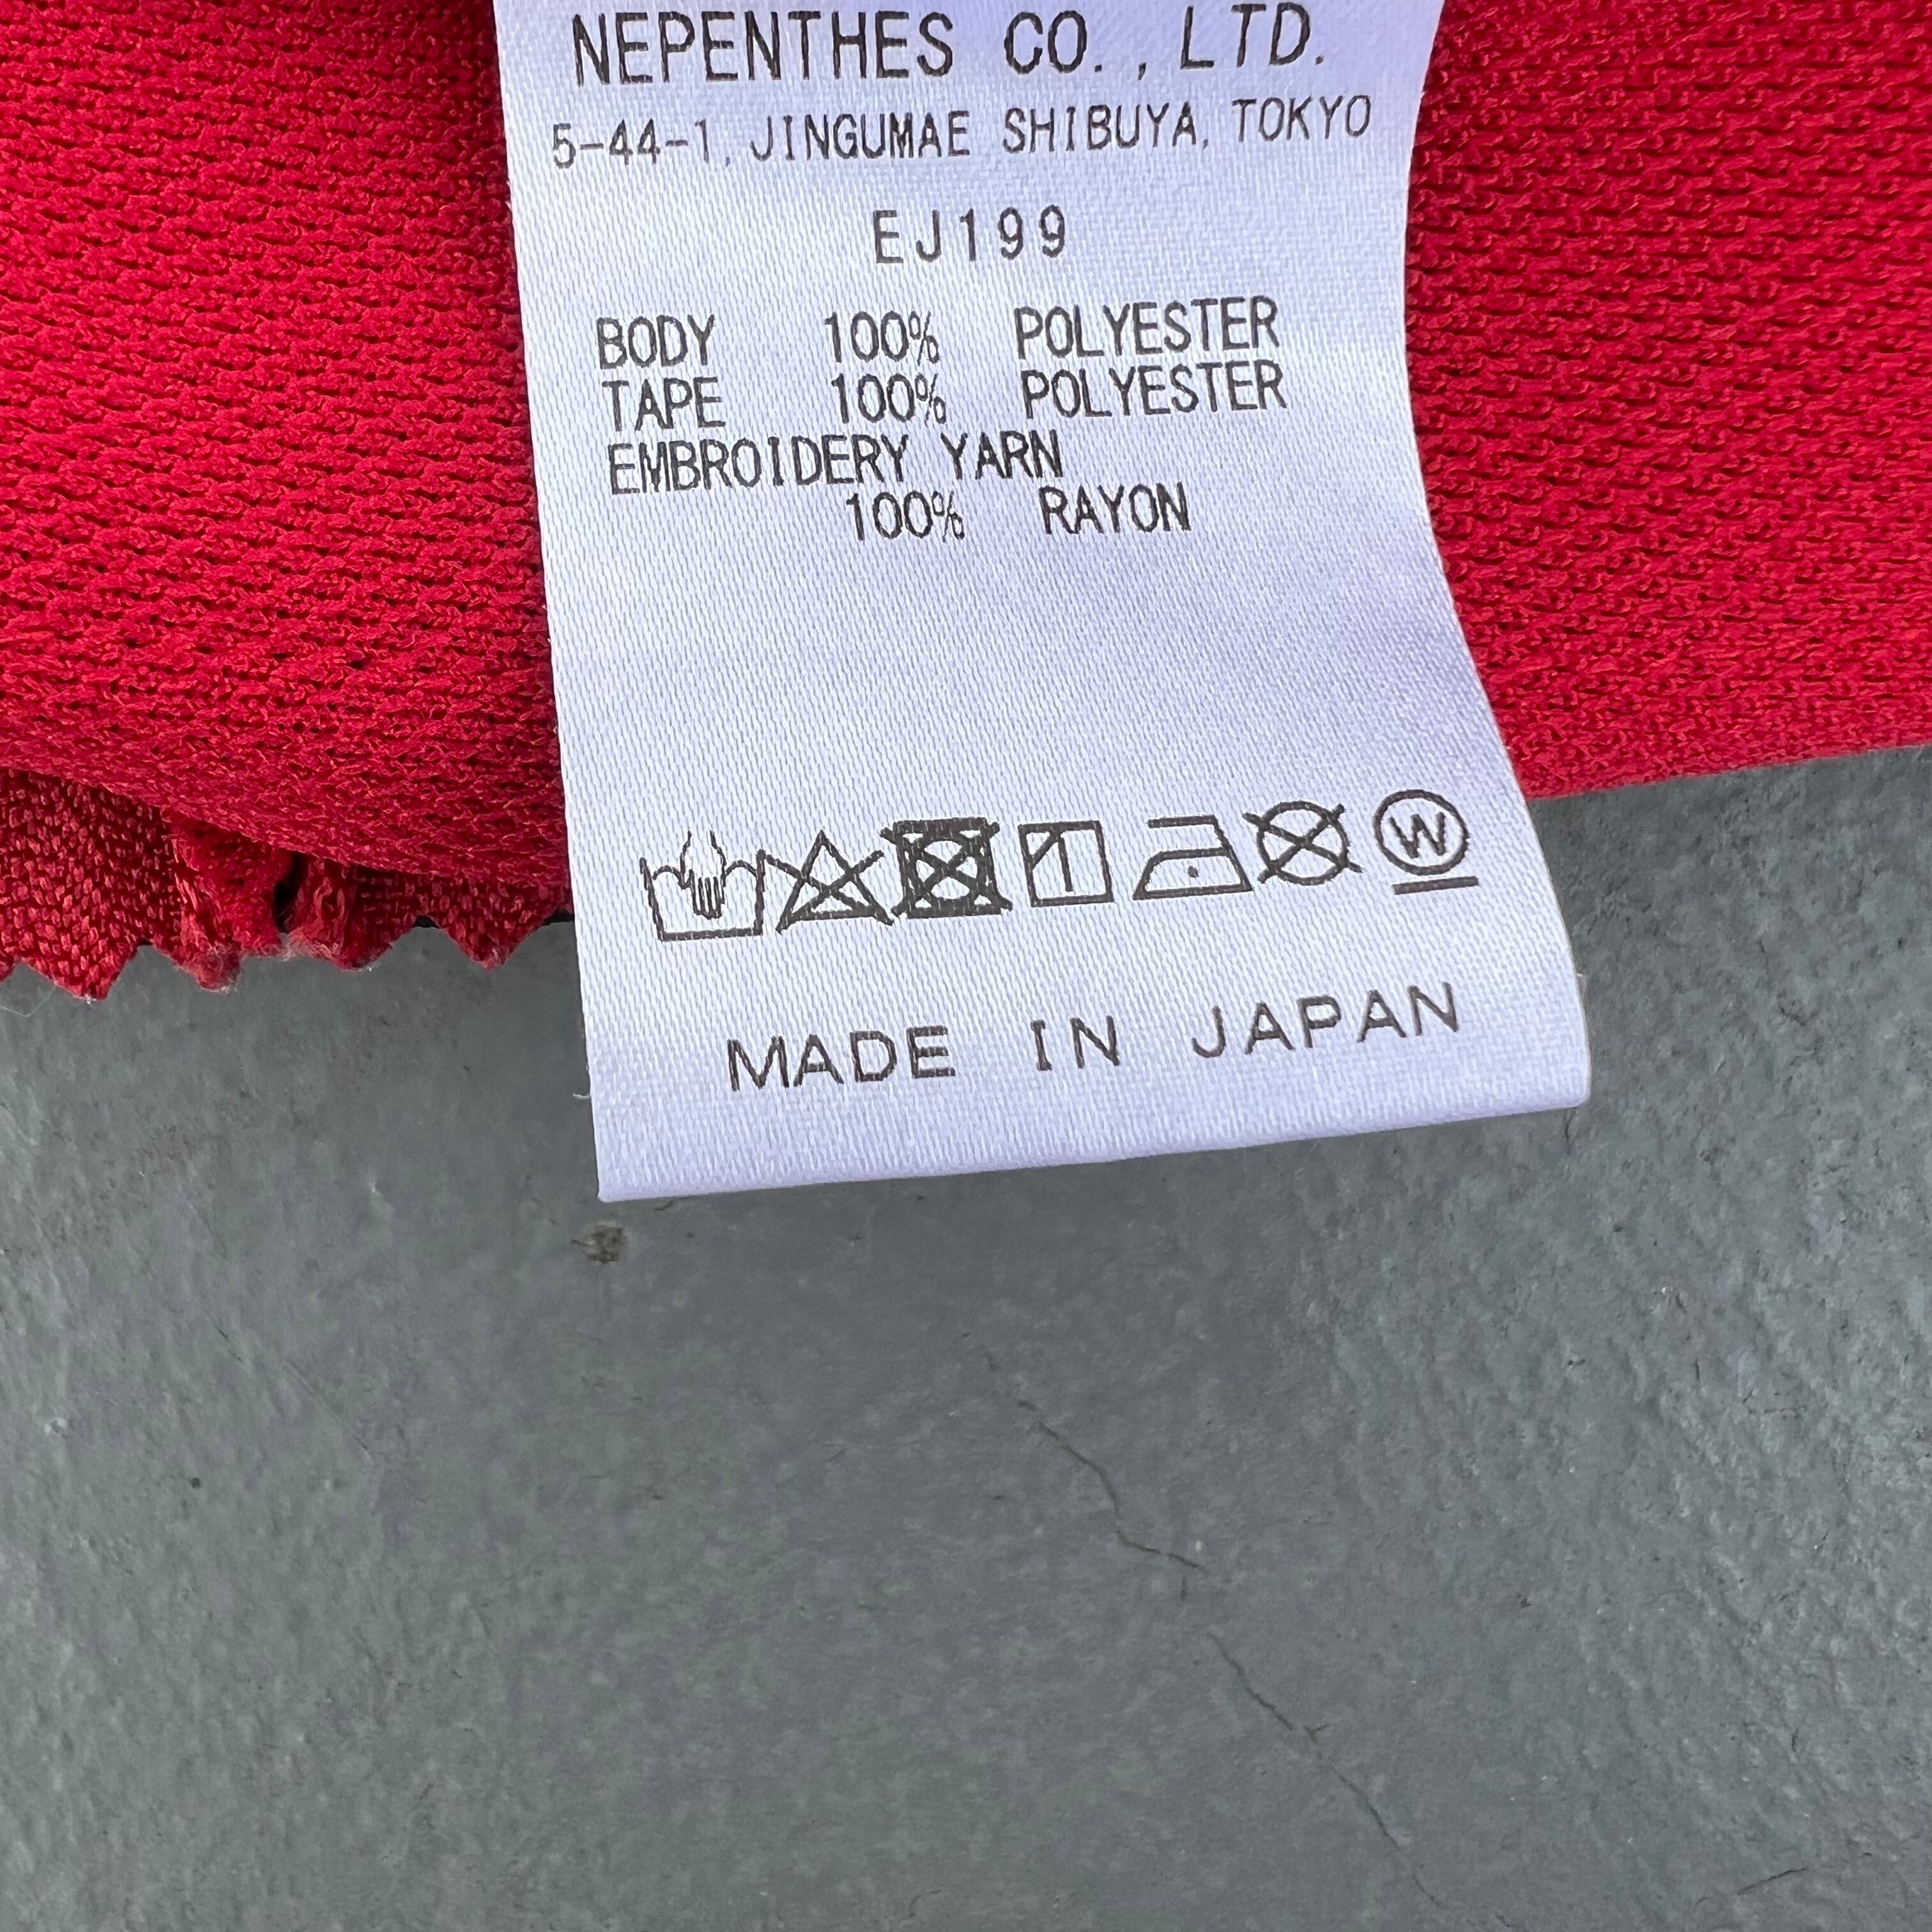 NEPENTHES CO., LTD.
5-44-1, JINGUMAE SHIBUYA, TOKYO
EJ199
BODY 100% POLYESTER
TAPE 100% POLYESTER
EMBROIDERY YARN
100% RAYON
W
MADE IN JAPAN